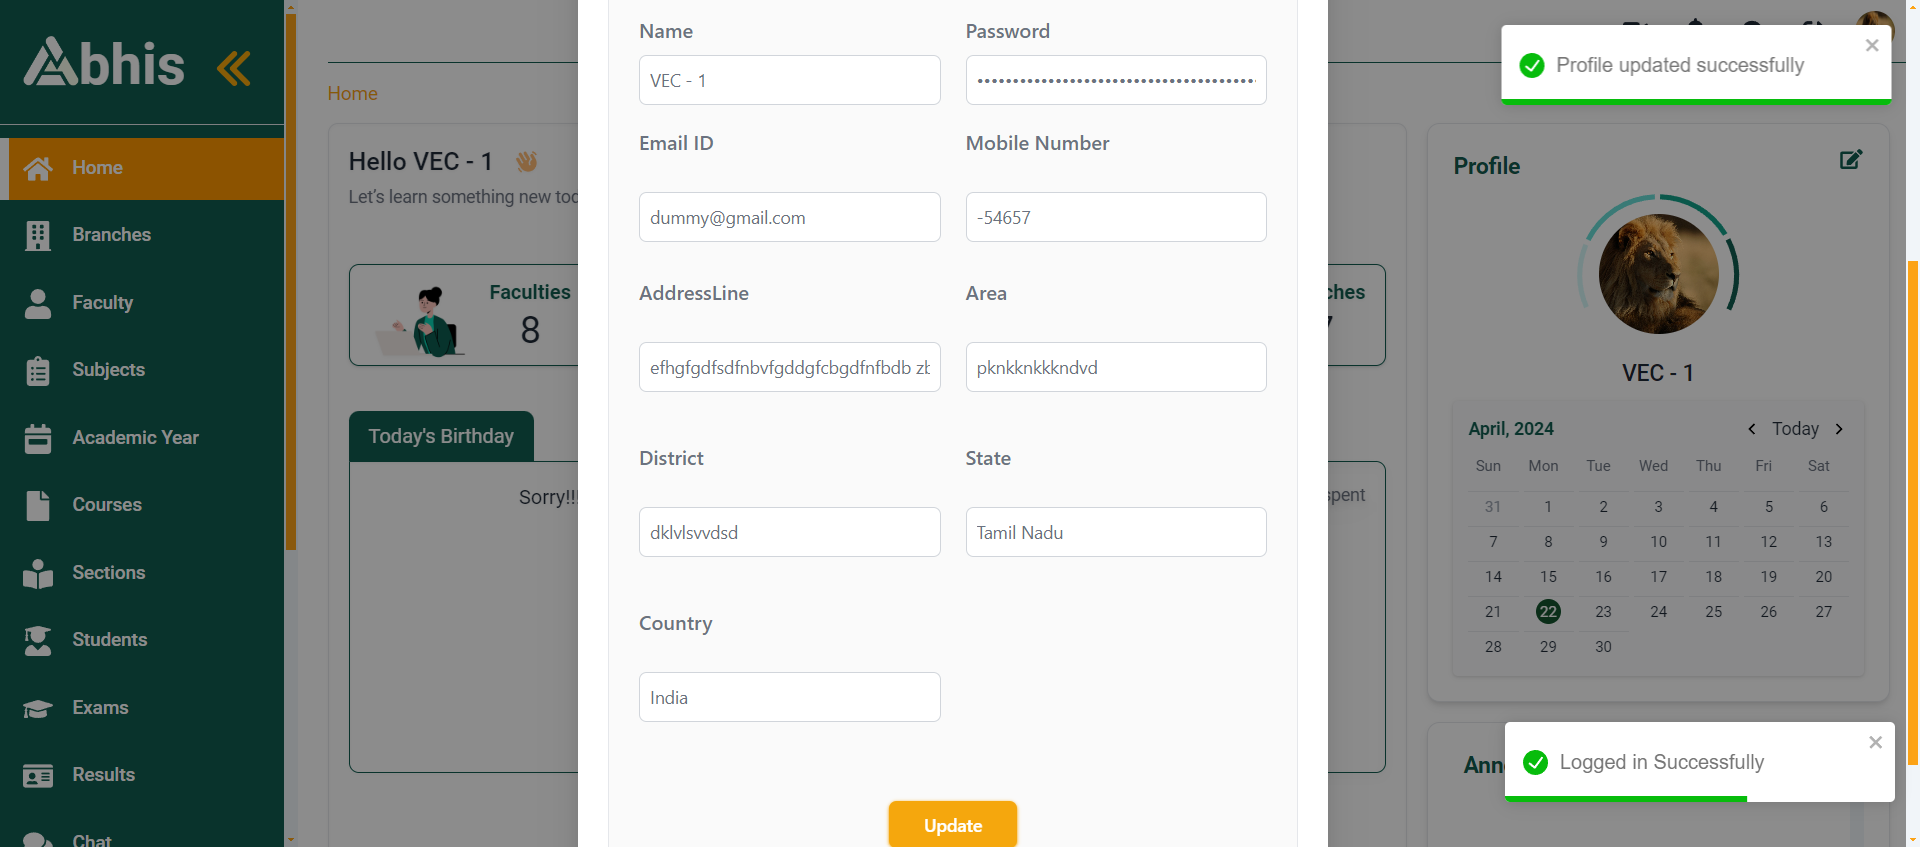 Abhis
Home
Branches
Faculty
Subjects
Academic Year
Courses
Sections
Students
Exams
Results
Chat
Home
Hello VEC - 1
Let's learn something new
Faculties
8
Today's Birthday
Sorry!!!
Name
VEC - 1
Password
••••••••••••••••••••••••••••••••••••••
Email ID
dummy@gmail.com
Mobile Number
-54657
AddressLine
efhgfgdfsdfnbvfgddgfcbgdfnfbdb
Area
pknkknkkkndvd
District
dklvlsvvdsd
State
Tamil Nadu
Country
India
Update
Profile updated successfully
Profile
VEC - 1
April, 2024
Today
Sun Mon Tue Wed Thu Fri Sat
31 1 2 3 4 5 6
7 8 9 10 11 12 13
14 15 16 17 18 19 20
21 22 23 24 25 26 27
28 29 30
Logged in Successfully